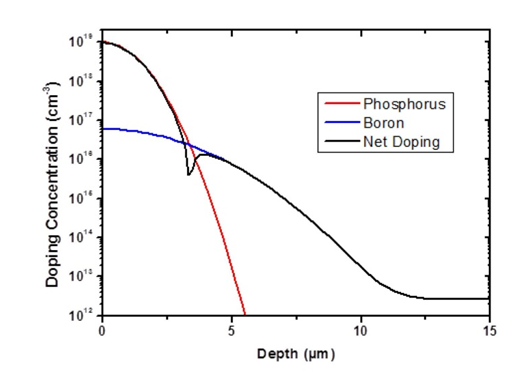 10¹⁹
10¹⁸
10¹⁷
10¹⁶
10¹⁵
10¹⁴
10¹³
10¹²
Doping Concentration (cm⁻³)
Phosphorus
Boron
Net Doping
0 5 10 15
Depth (µm)